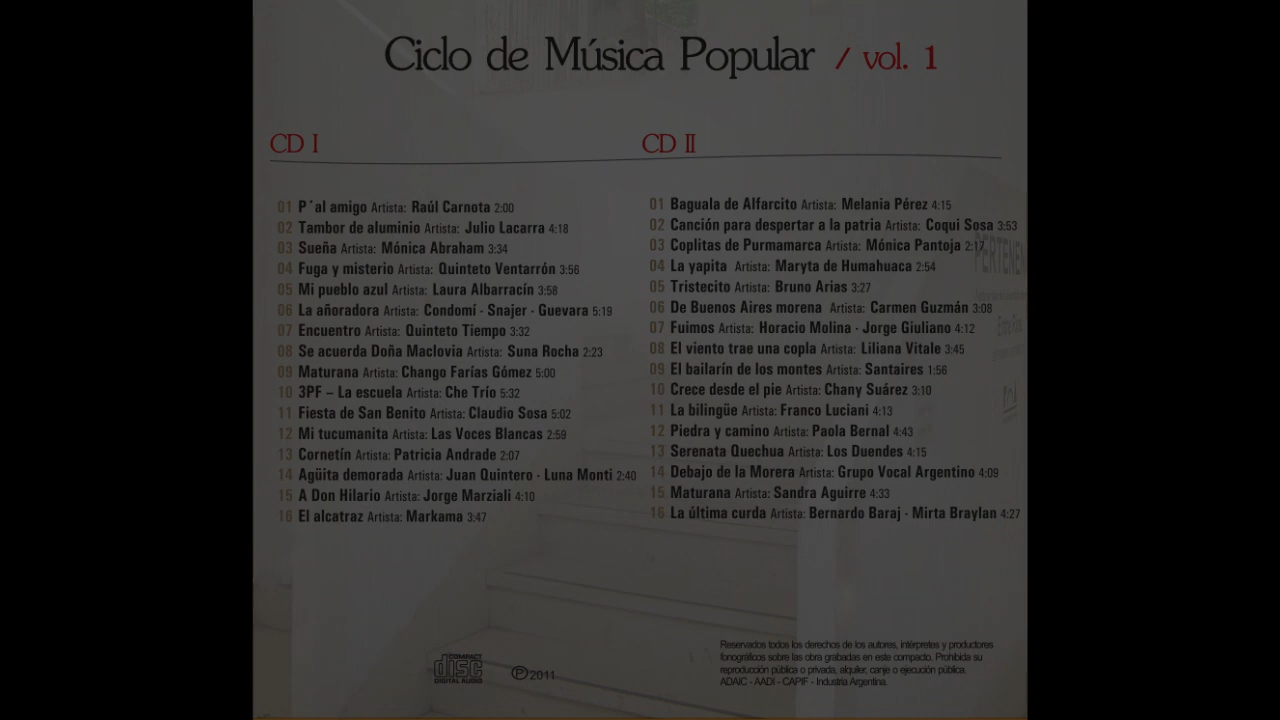 Ciclo de Música Popular / vol. 1
CD I
01 P´al amigo Artista: Raúl Carnota 2:00
02 Tambor de aluminio Artista: Julio Lacarra 4:18
03 Sueña Artista: Mónica Abraham 3:34
04 Fuga y misterio Artista: Quinteto Ventarrón 3:56
05 Mi pueblo azul Artista: Laura Albarracín 3:58
06 La añoradora Artista: Condomí - Snajer - Guevara 5:19
07 Encuentro Artista: Quinteto Tiempo 3:32
08 Se acuerda Doña Maclovia Artista: Suna Rocha 2:23
09 Maturana Artista: Chango Farías Gómez 5:00
10 3PF – La escuela Artista: Che Trío 5:32
11 Fiesta de San Benito Artista: Claudio Sosa 5:02
12 Mi tucumanita Artista: Las Voces Blancas 2:59
13 Cornetín Artista: Patricia Andrade 2:07
14 Agüita demorada Artista: Juan Quintero - Luna Monti 2:40
15 A Don Hilario Artista: Jorge Marziali 4:10
16 El alcatraz Artista: Markama 3:47
CD II
01 Baguala de Alfarcito Artista: Melania Pérez 4:15
02 Canción para despertar a la patria Artista: Coqui Sosa 3:53
03 Coplitas de Purmamarca Artista: Mónica Pantoja 2:17
04 La yapita Artista: Maryta de Humahuaca 2:54
05 Tristecito Artista: Bruno Arias 3:27
06 De Buenos Aires morena Artista: Carmen Guzmán 3:08
07 Fuimos Artista: Horacio Molina - Jorge Giuliano 4:12
08 El viento trae una copla Artista: Liliana Vitale 3:45
09 El bailarín de los montes Artista: Santaires 1:56
10 Crece desde el pie Artista: Chany Suárez 3:10
11 La bilingüe Artista: Franco Luciani 4:13
12 Piedra y camino Artista: Paola Bernal 4:43
13 Serenata Quechua Artista: Los Duendes 4:15
14 Debajo de la Morera Artista: Grupo Vocal Argentino 4:09
15 Maturana Artista: Sandra Aguirre 4:33
16 La última curda Artista: Bernardo Baraj - Mirta Braylan 4:27
COMPACT
disc
DIGITAL AUDIO
℗ 2011
Reservados todos los derechos de los autores, intérpretes y productores
fonográficos sobre las obra grabadas en este compacto. Prohibida su
reproducción pública o privada, alquiler, canje o ejecución pública.
ADAIC - AADI - CAPIF - Industria Argentina.